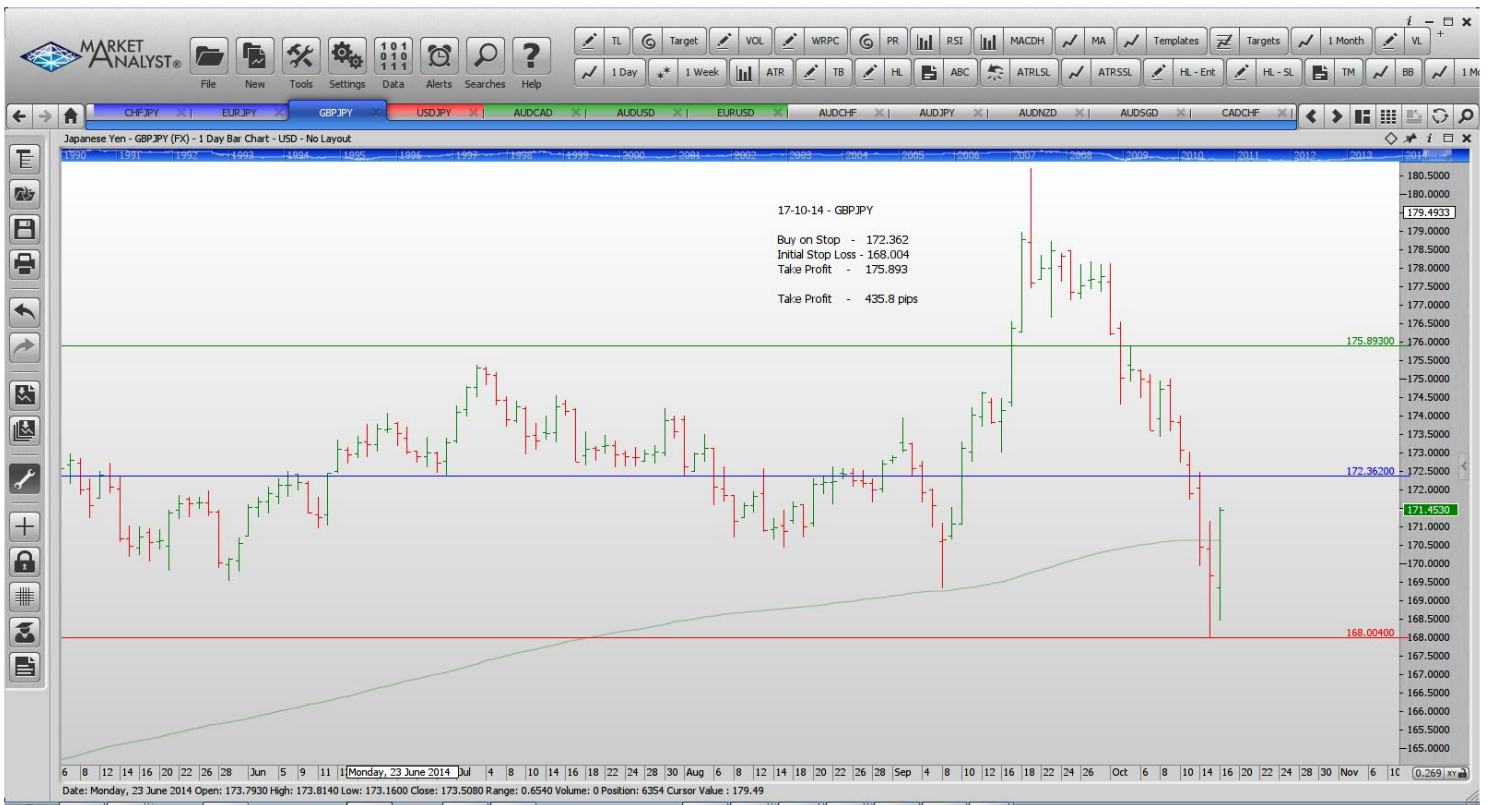 i
MARKET
ANALYST®
File New Tools Settings Data Alerts Searches Help
TL Target VOL WRPC PR RSI MACDH MA Templates Targets 1 Month VL
1 Day 1 Week ATR TB HL ABC ATRLSL ATRSSL HL - Ent HL - SL TM BB
CHFJPY EURJPY GBPJPY USDJPY AUDCAD AUDUSD EURUSD AUDCHF AUDJPY AUDNZD AUDSGD CADCHF
Japanese Yen - GBPJPY (FX) - 1 Day Bar Chart - USD - No Layout
1990 1991 1992 1993 1994 1995 1996 1997 1998 1999 2000 2001 2002 2003 2004 2005 2006 2007 2008 2009 2010 2011 2012 2013 2014
17-10-14 - GBPJPY
Buy on Stop - 172.362
Initial Stop Loss - 168.004
Take Profit - 175.893
Take Profit - 435.8 pips
180.5000
180.0000
179.4933
179.0000
178.5000
178.0000
177.5000
177.0000
176.5000
175.89300
176.0000
175.5000
175.0000
174.5000
174.0000
173.5000
173.0000
172.36200
172.5000
172.0000
171.4530
171.0000
170.5000
170.0000
169.5000
169.0000
168.5000
168.00400
168.0000
167.5000
167.0000
166.5000
166.0000
165.5000
165.0000
6 8 12 14 16 20 22 26 28 Jun 5 9 11 Monday, 23 June 2014 Jul 4 8 10 14 16 18 22 24 28 30 Aug 6 8 12 14 18 20 22 26 28 Sep 4 8 10 12 16 18 22 24 26 Oct 6 8 10 14 16 20 22 24 28 30 Nov 6 10 0.269 XY
Date: Monday, 23 June 2014 Open: 173.7930 High: 173.8140 Low: 173.1600 Close: 173.5080 Range: 0.6540 Volume: 0 Position: 6354 Cursor Value : 179.49